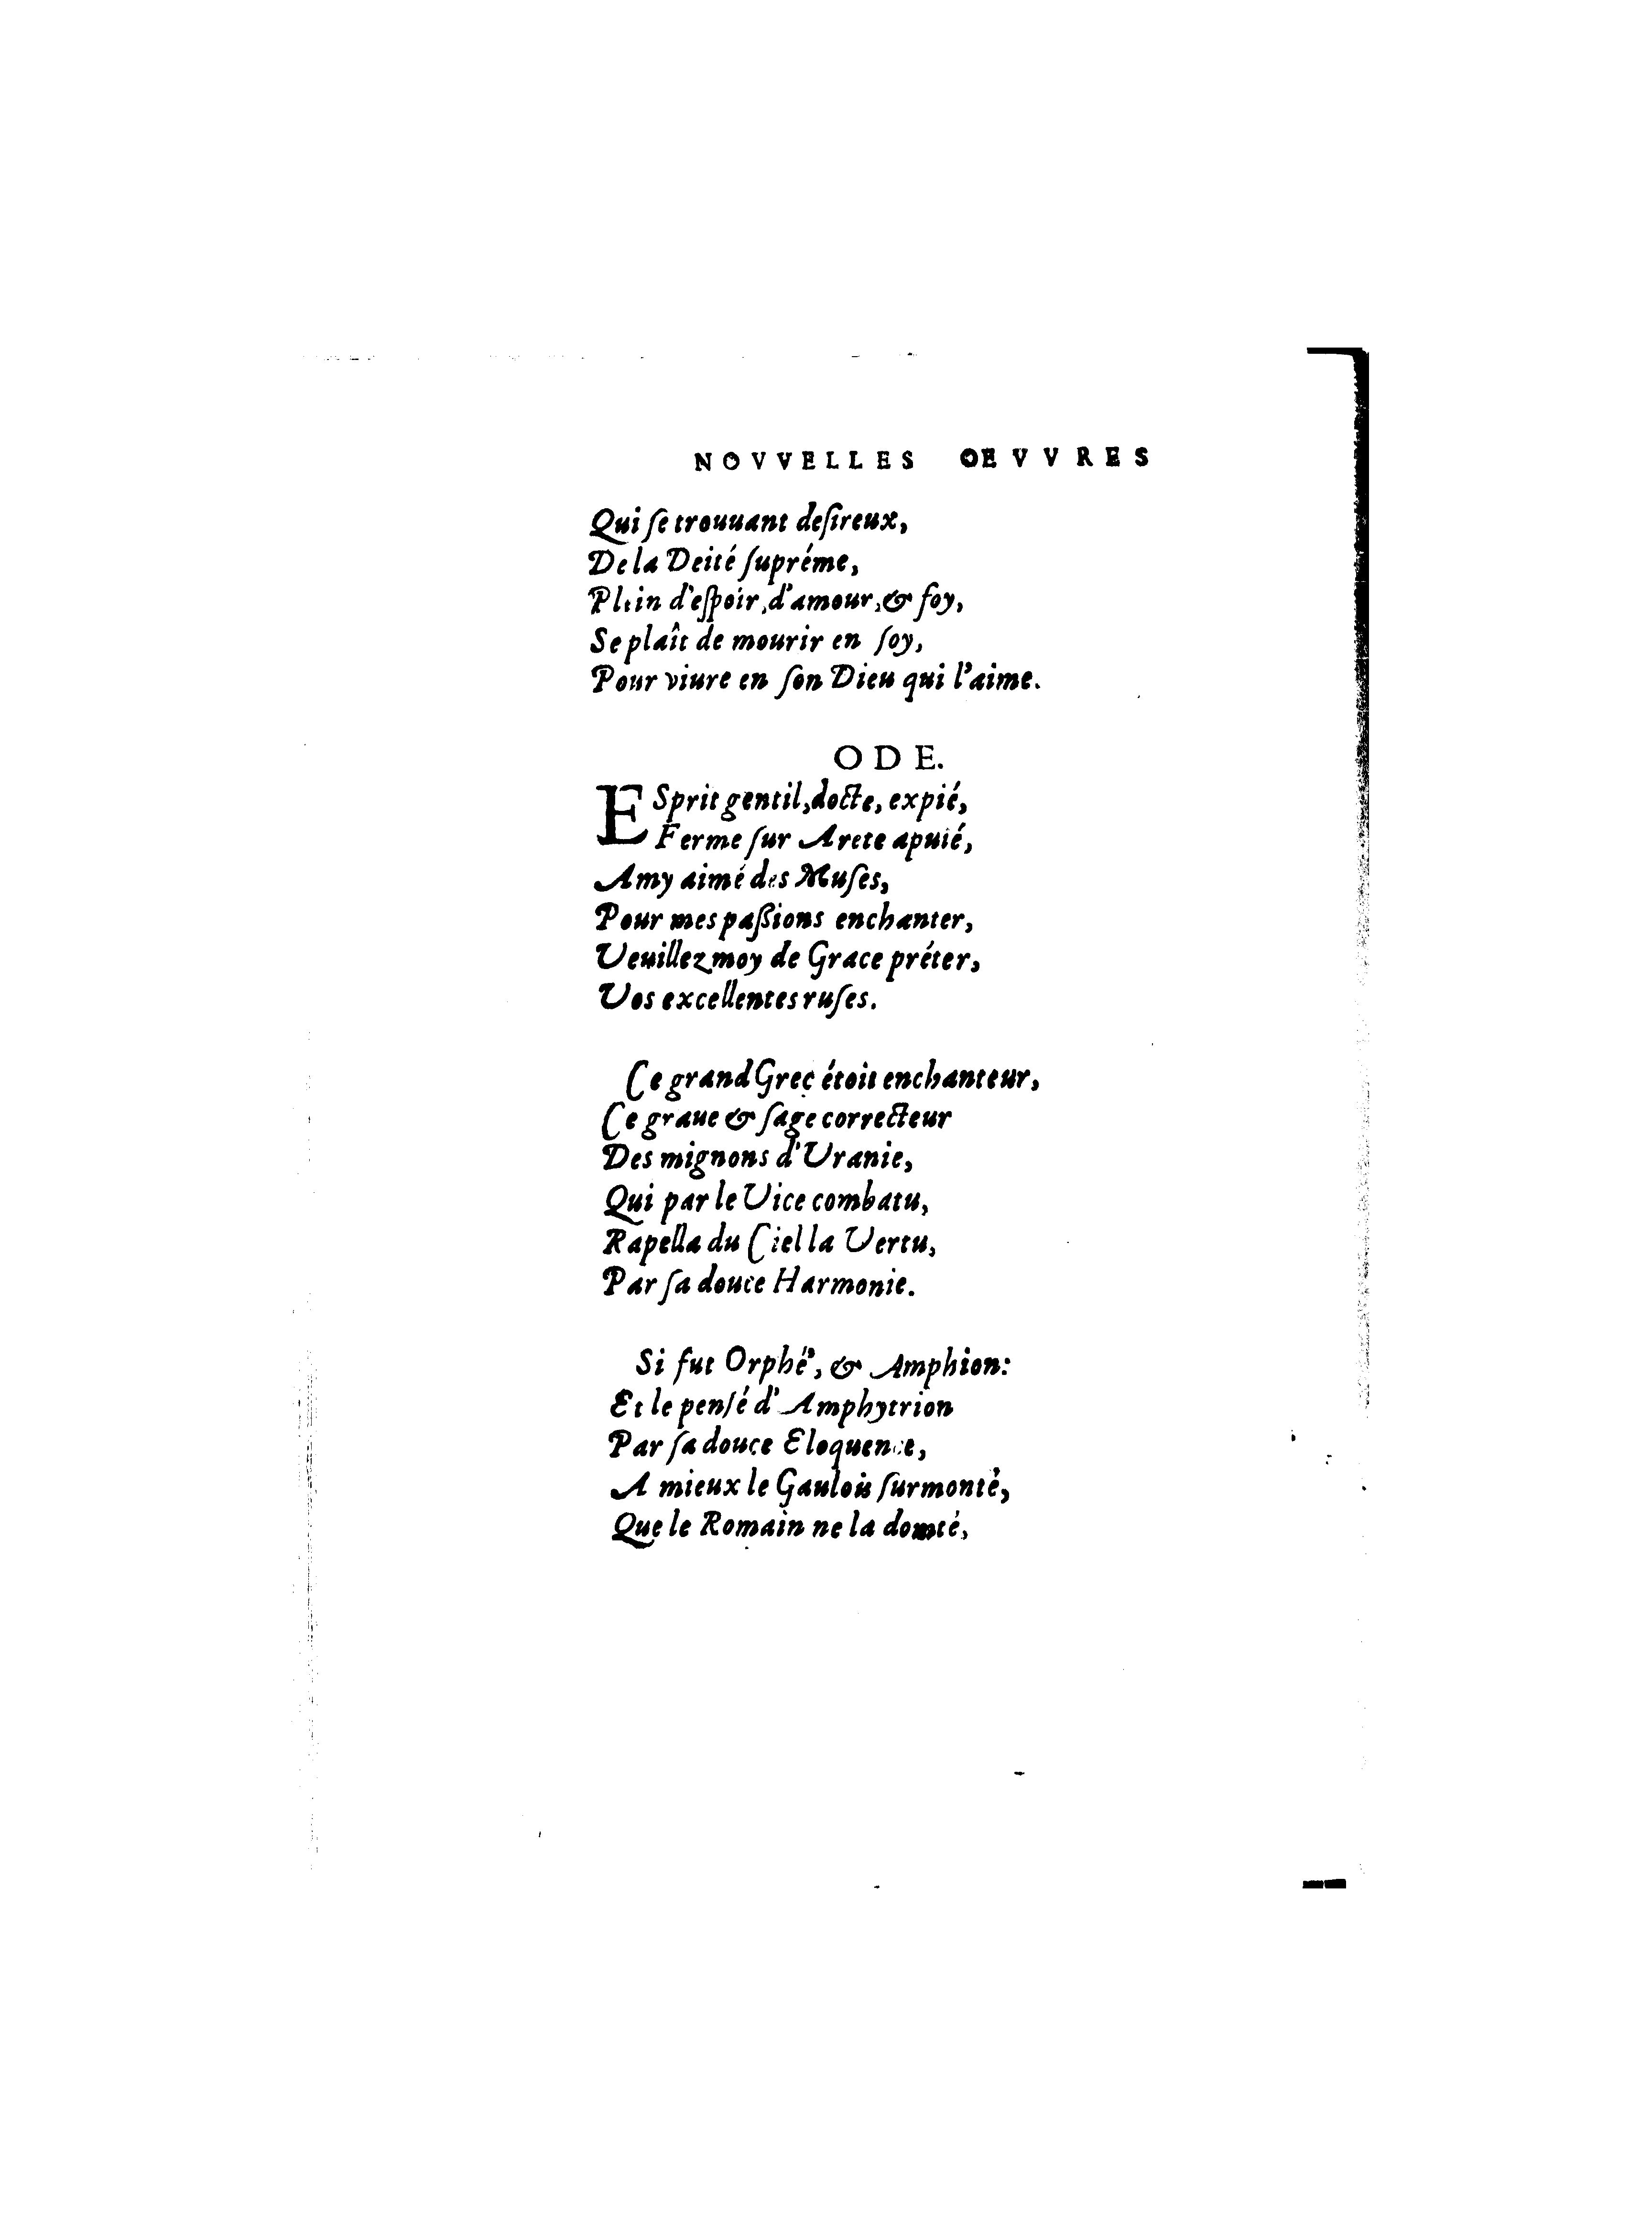 NOVVELLES OEVVRES
Qui ſe trouuant deſireux,
De la Deité ſupréme,
Plein d'eſpoir, d'amour, & foy,
Se plaît de mourir en ſoy,
Pour viure en ſon Dieu qui l'aime.
ODE.
ESprit gentil, docte, expié,
Ferme ſur Arete apuié,
Amy aimé des Muſes,
Pour mes paſsions enchanter,
Veuillez moy de Grace préter,
Vos excellentes ruſes.
Ce grand Grec étoit enchanteur,
Ce graue & ſage correcteur
Des mignons d'Vranie,
Qui par le Vice combatu,
Rapella du Ciel la Vertu,
Par ſa douce Harmonie.
Si fut Orphé', & Amphion:
Et le penſé d'Amphytrion
Par ſa douce Eloquence,
A mieux le Gaulois ſurmonté,
Que le Romain ne la domté,